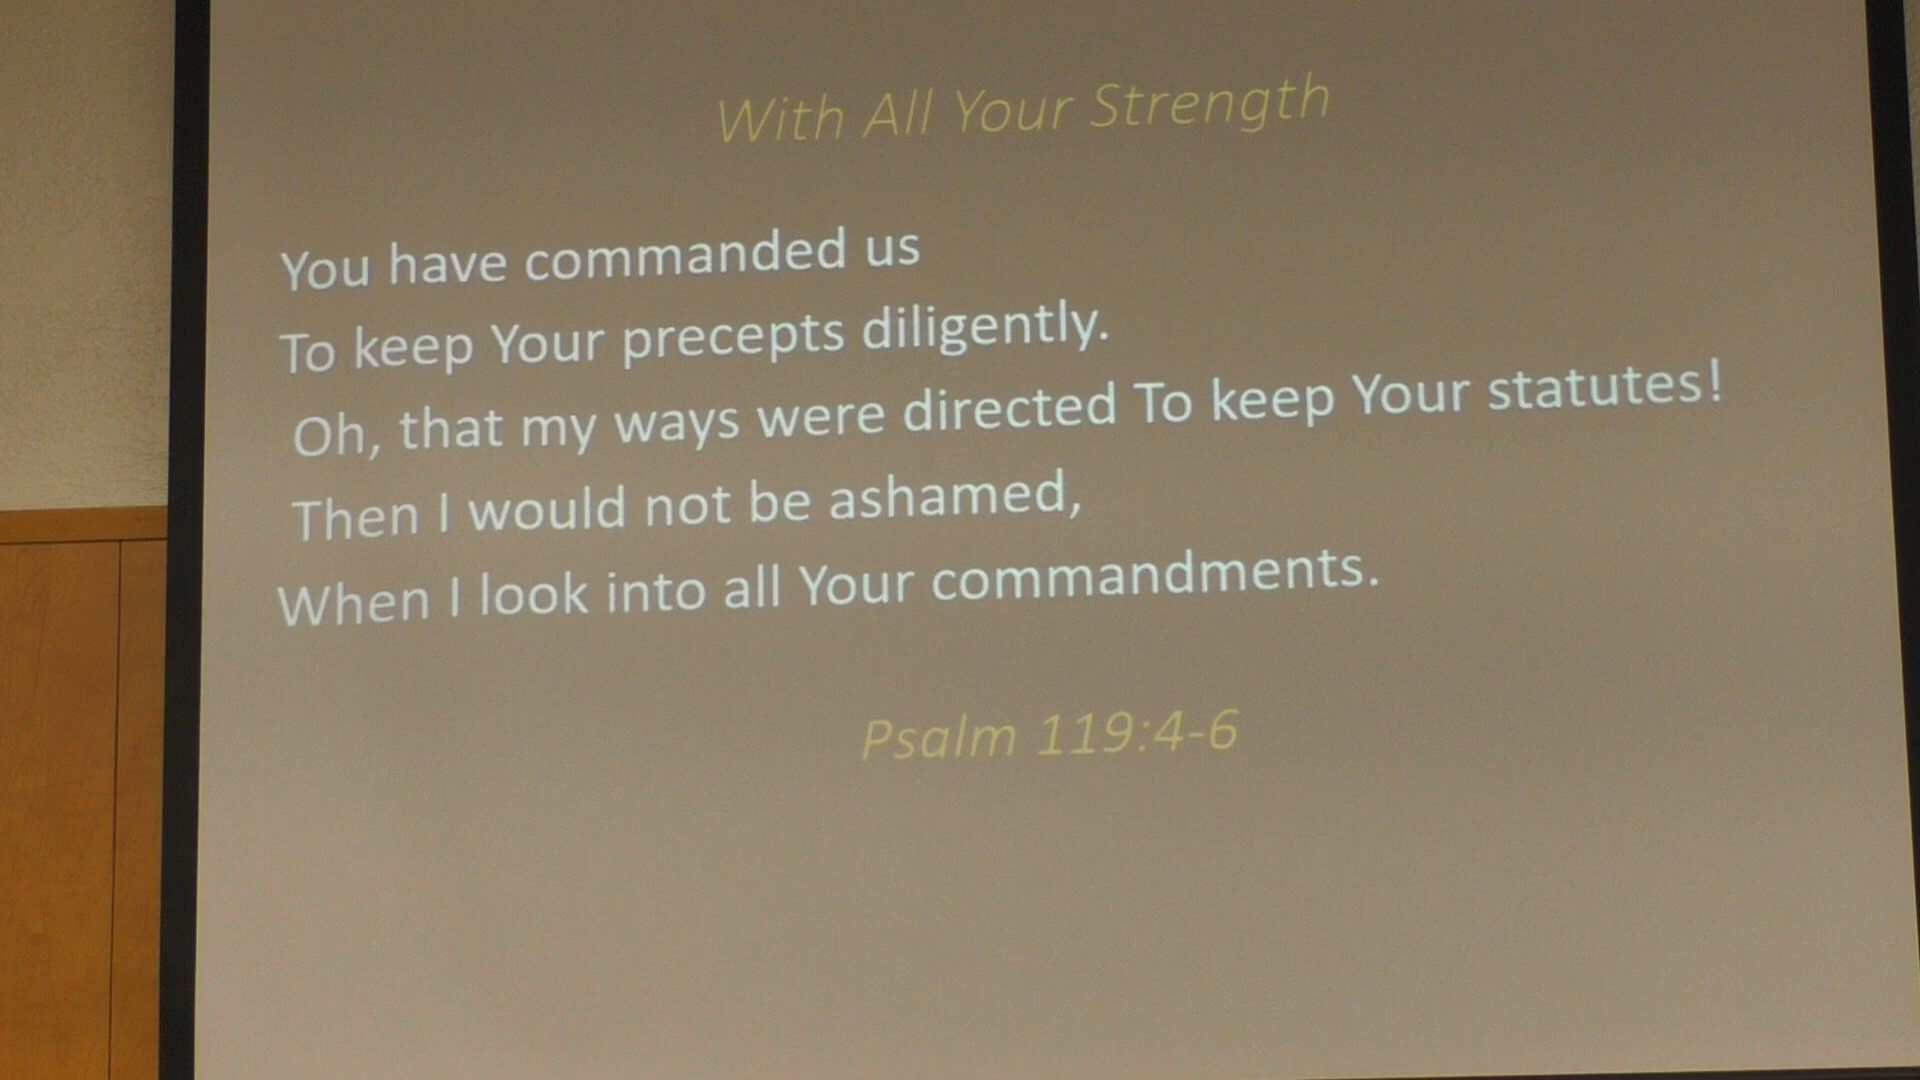 With All Your Strength
You have commanded us
To keep Your precepts diligently.
Oh, that my ways were directed To keep Your statutes!
Then I would not be ashamed,
When I look into all Your commandments.
Psalm 119:4-6